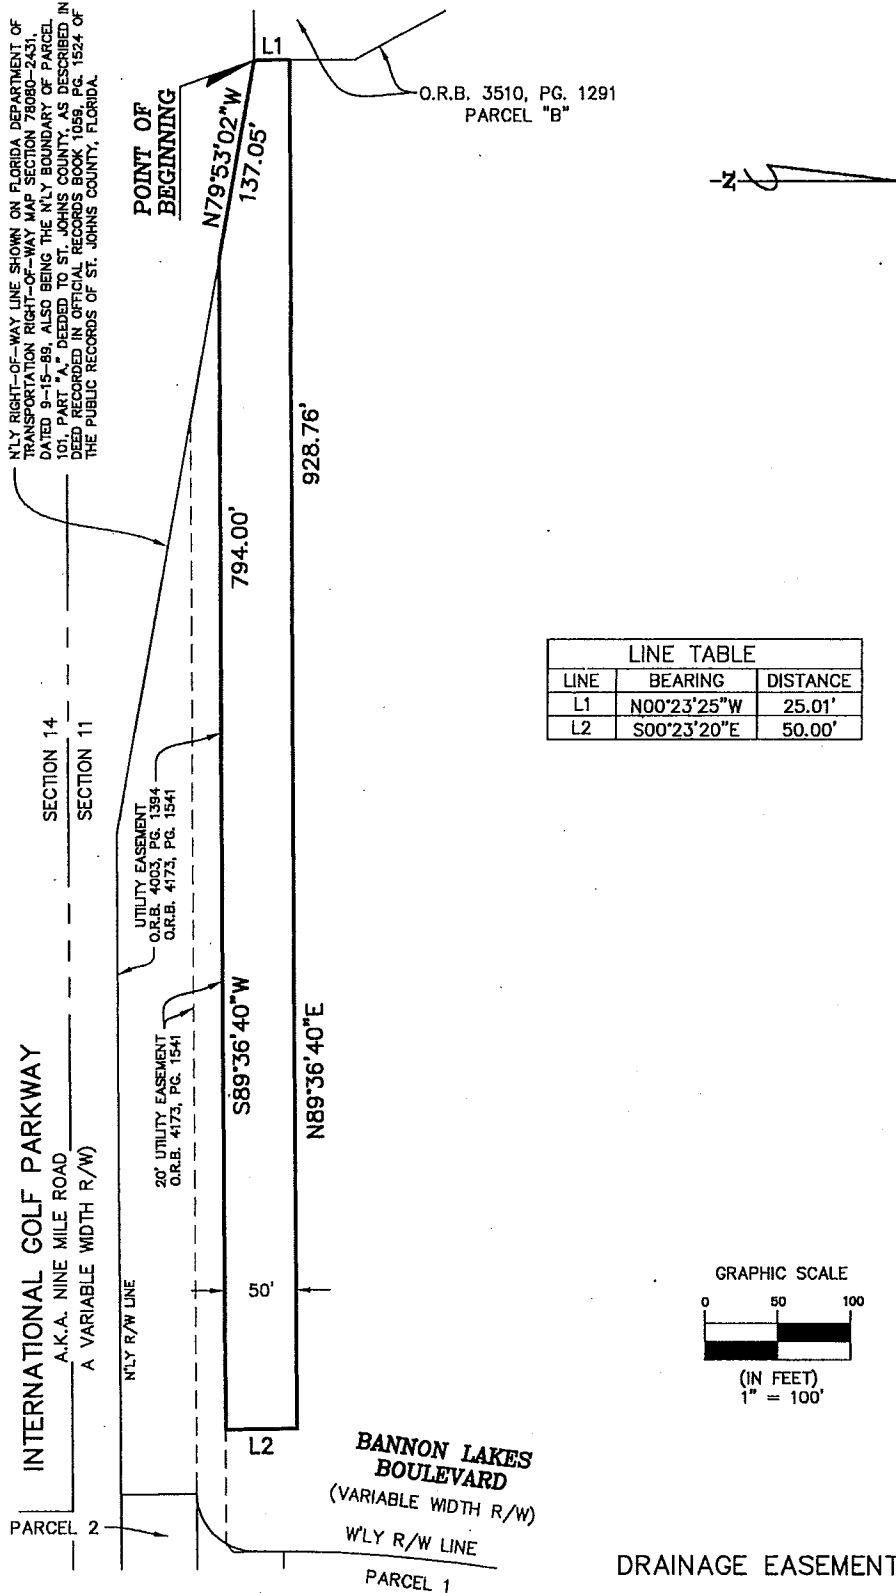 N'LY RIGHT-OF-WAY LINE SHOWN ON FLORIDA DEPARTMENT OF
TRANSPORTATION RIGHT-OF-WAY MAP SECTION 78080-2431,
DATED 9-15-89, ALSO BEING THE N'LY BOUNDARY OF PARCEL
101, PART "A," DEEDED TO ST. JOHNS COUNTY, AS DESCRIBED IN
DEED RECORDED IN OFFICIAL RECORDS BOOK 1059, PG. 1524 OF
THE PUBLIC RECORDS OF ST. JOHNS COUNTY, FLORIDA.
L1
POINT OF
BEGINNING
N79°53'02"W
137.05'
O.R.B. 3510, PG. 1291
PARCEL "B"
N
928.76'
794.00'
LINE TABLE
LINE BEARING DISTANCE
L1 N00°23'25"W 25.01'
L2 S00°23'20"E 50.00'
SECTION 14
SECTION 11
UTILITY EASEMENT
O.R.B. 4003, PG. 1394
O.R.B. 4173, PG. 1541
20' UTILITY EASEMENT
O.R.B. 4173, PG. 1541
S89°36'40"W
N89°36'40"E
INTERNATIONAL GOLF PARKWAY
A.K.A. NINE MILE ROAD
A VARIABLE WIDTH R/W)
N'LY R/W LINE
50'
GRAPHIC SCALE
0 50 100
(IN FEET)
1" = 100'
L2
BANNON LAKES
BOULEVARD
(VARIABLE WIDTH R/W)
W'LY R/W LINE
PARCEL 2
PARCEL 1
DRAINAGE EASEMENT